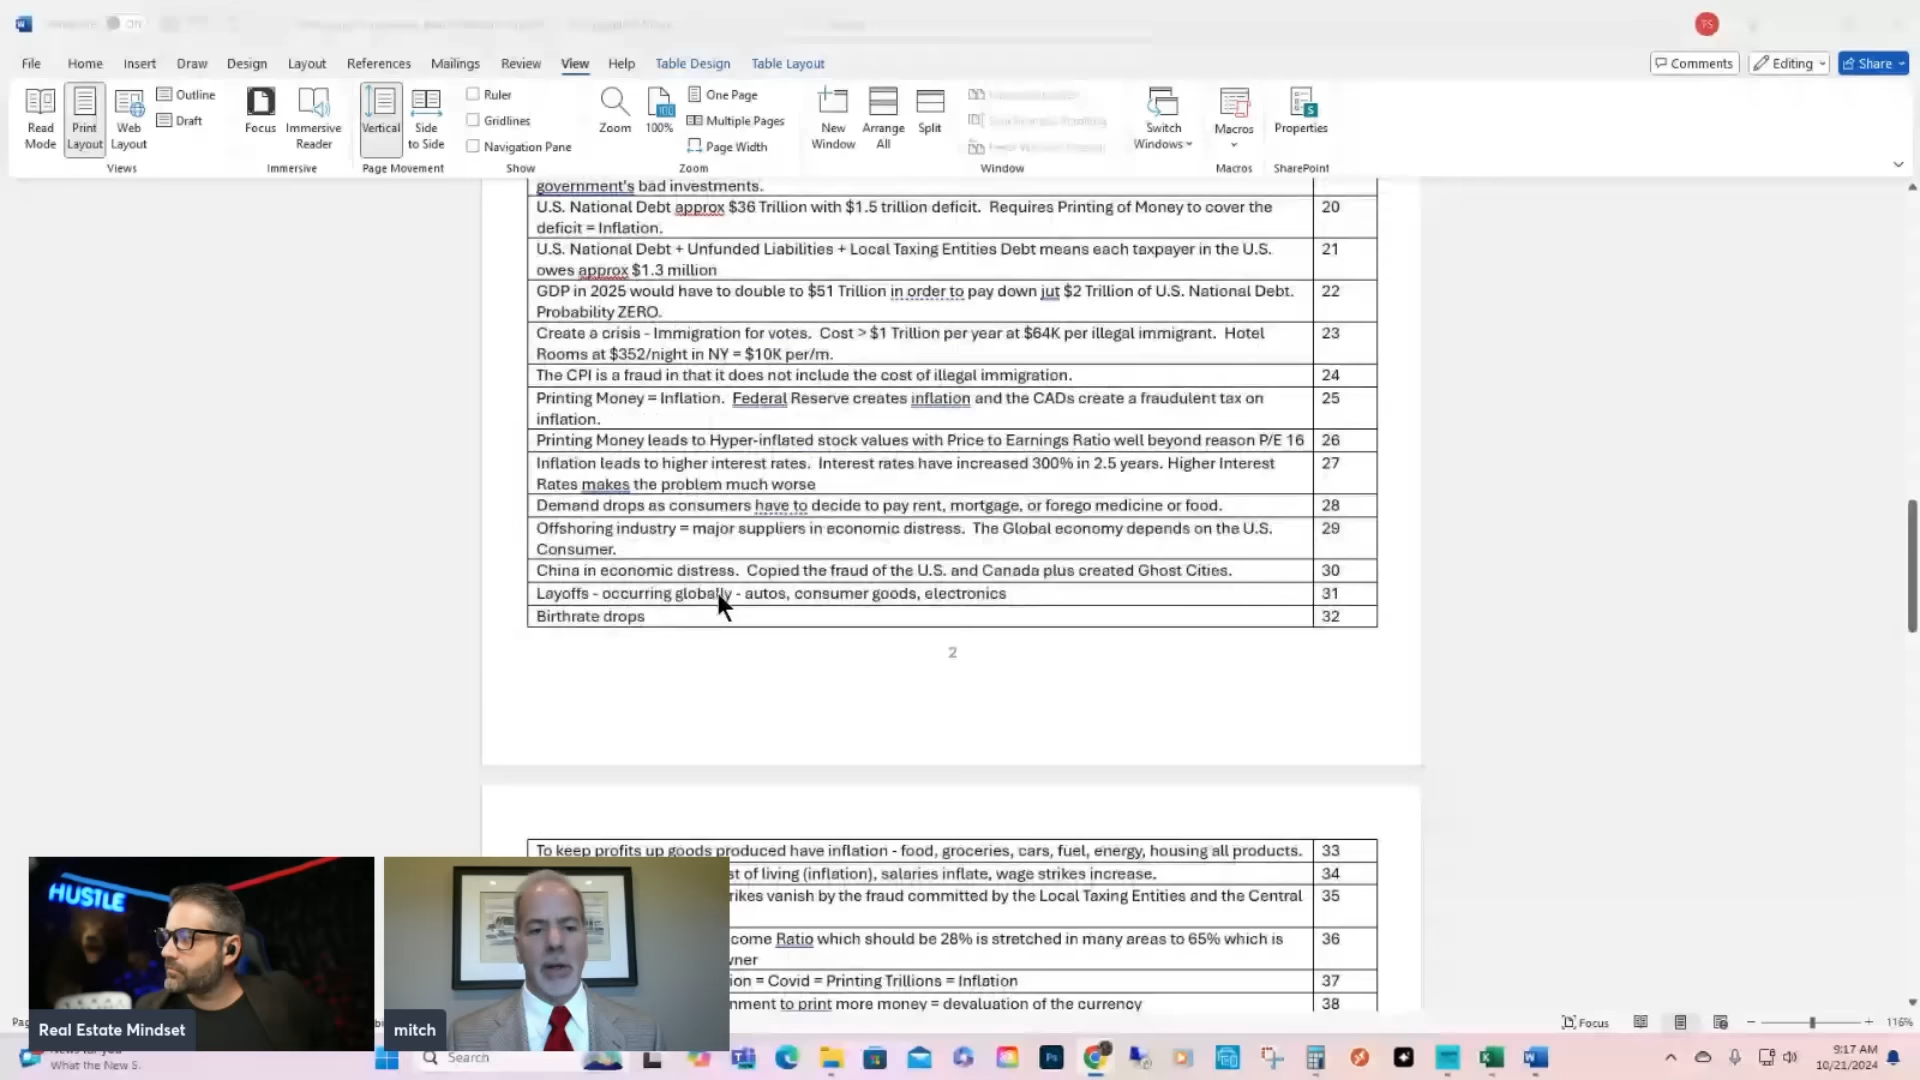 ON
TS
File Home Insert Draw Design Layout References Mailings Review View Help Table Design Table Layout
Comments Editing Share
Read Mode
Print Layout
Web Layout
Outline
Draft
Views
Focus
Immersive Reader
Immersive
Vertical
Side to Side
Page Movement
Ruler
Gridlines
Navigation Pane
Show
Zoom
100%
One Page
Multiple Pages
Page Width
Zoom
New Window
Arrange All
Split
Window
Switch Windows
Macros
Macros
Properties
SharePoint
government's bad investments.
U.S. National Debt approx $36 Trillion with $1.5 trillion deficit. Requires Printing of Money to cover the 20
deficit = Inflation.
U.S. National Debt + Unfunded Liabilities + Local Taxing Entities Debt means each taxpayer in the U.S. 21
owes approx $1.3 million
GDP in 2025 would have to double to $51 Trillion in order to pay down jut $2 Trillion of U.S. National Debt. 22
Probability ZERO.
Create a crisis - Immigration for votes. Cost > $1 Trillion per year at $64K per illegal immigrant. Hotel 23
Rooms at $352/night in NY = $10K per/m.
The CPI is a fraud in that it does not include the cost of illegal immigration. 24
Printing Money = Inflation. Federal Reserve creates inflation and the CADs create a fraudulent tax on 25
inflation.
Printing Money leads to Hyper-inflated stock values with Price to Earnings Ratio well beyond reason P/E 16 26
Inflation leads to higher interest rates. Interest rates have increased 300% in 2.5 years. Higher Interest 27
Rates makes the problem much worse
Demand drops as consumers have to decide to pay rent, mortgage, or forego medicine or food. 28
Offshoring industry = major suppliers in economic distress. The Global economy depends on the U.S. 29
Consumer.
China in economic distress. Copied the fraud of the U.S. and Canada plus created Ghost Cities. 30
Layoffs - occurring globally - autos, consumer goods, electronics 31
Birthrate drops 32
2
To keep profits up goods produced have inflation - food, groceries, cars, fuel, energy, housing all products. 33
st of living (inflation), salaries inflate, wage strikes increase. 34
rikes vanish by the fraud committed by the Local Taxing Entities and the Central 35
come Ratio which should be 28% is stretched in many areas to 65% which is 36
wner
ion = Covid = Printing Trillions = Inflation 37
nment to print more money = devaluation of the currency 38
HUSTLE
Real Estate Mindset
mitch
Focus
116%
What the New S.
Search
9:17 AM
10/21/2024